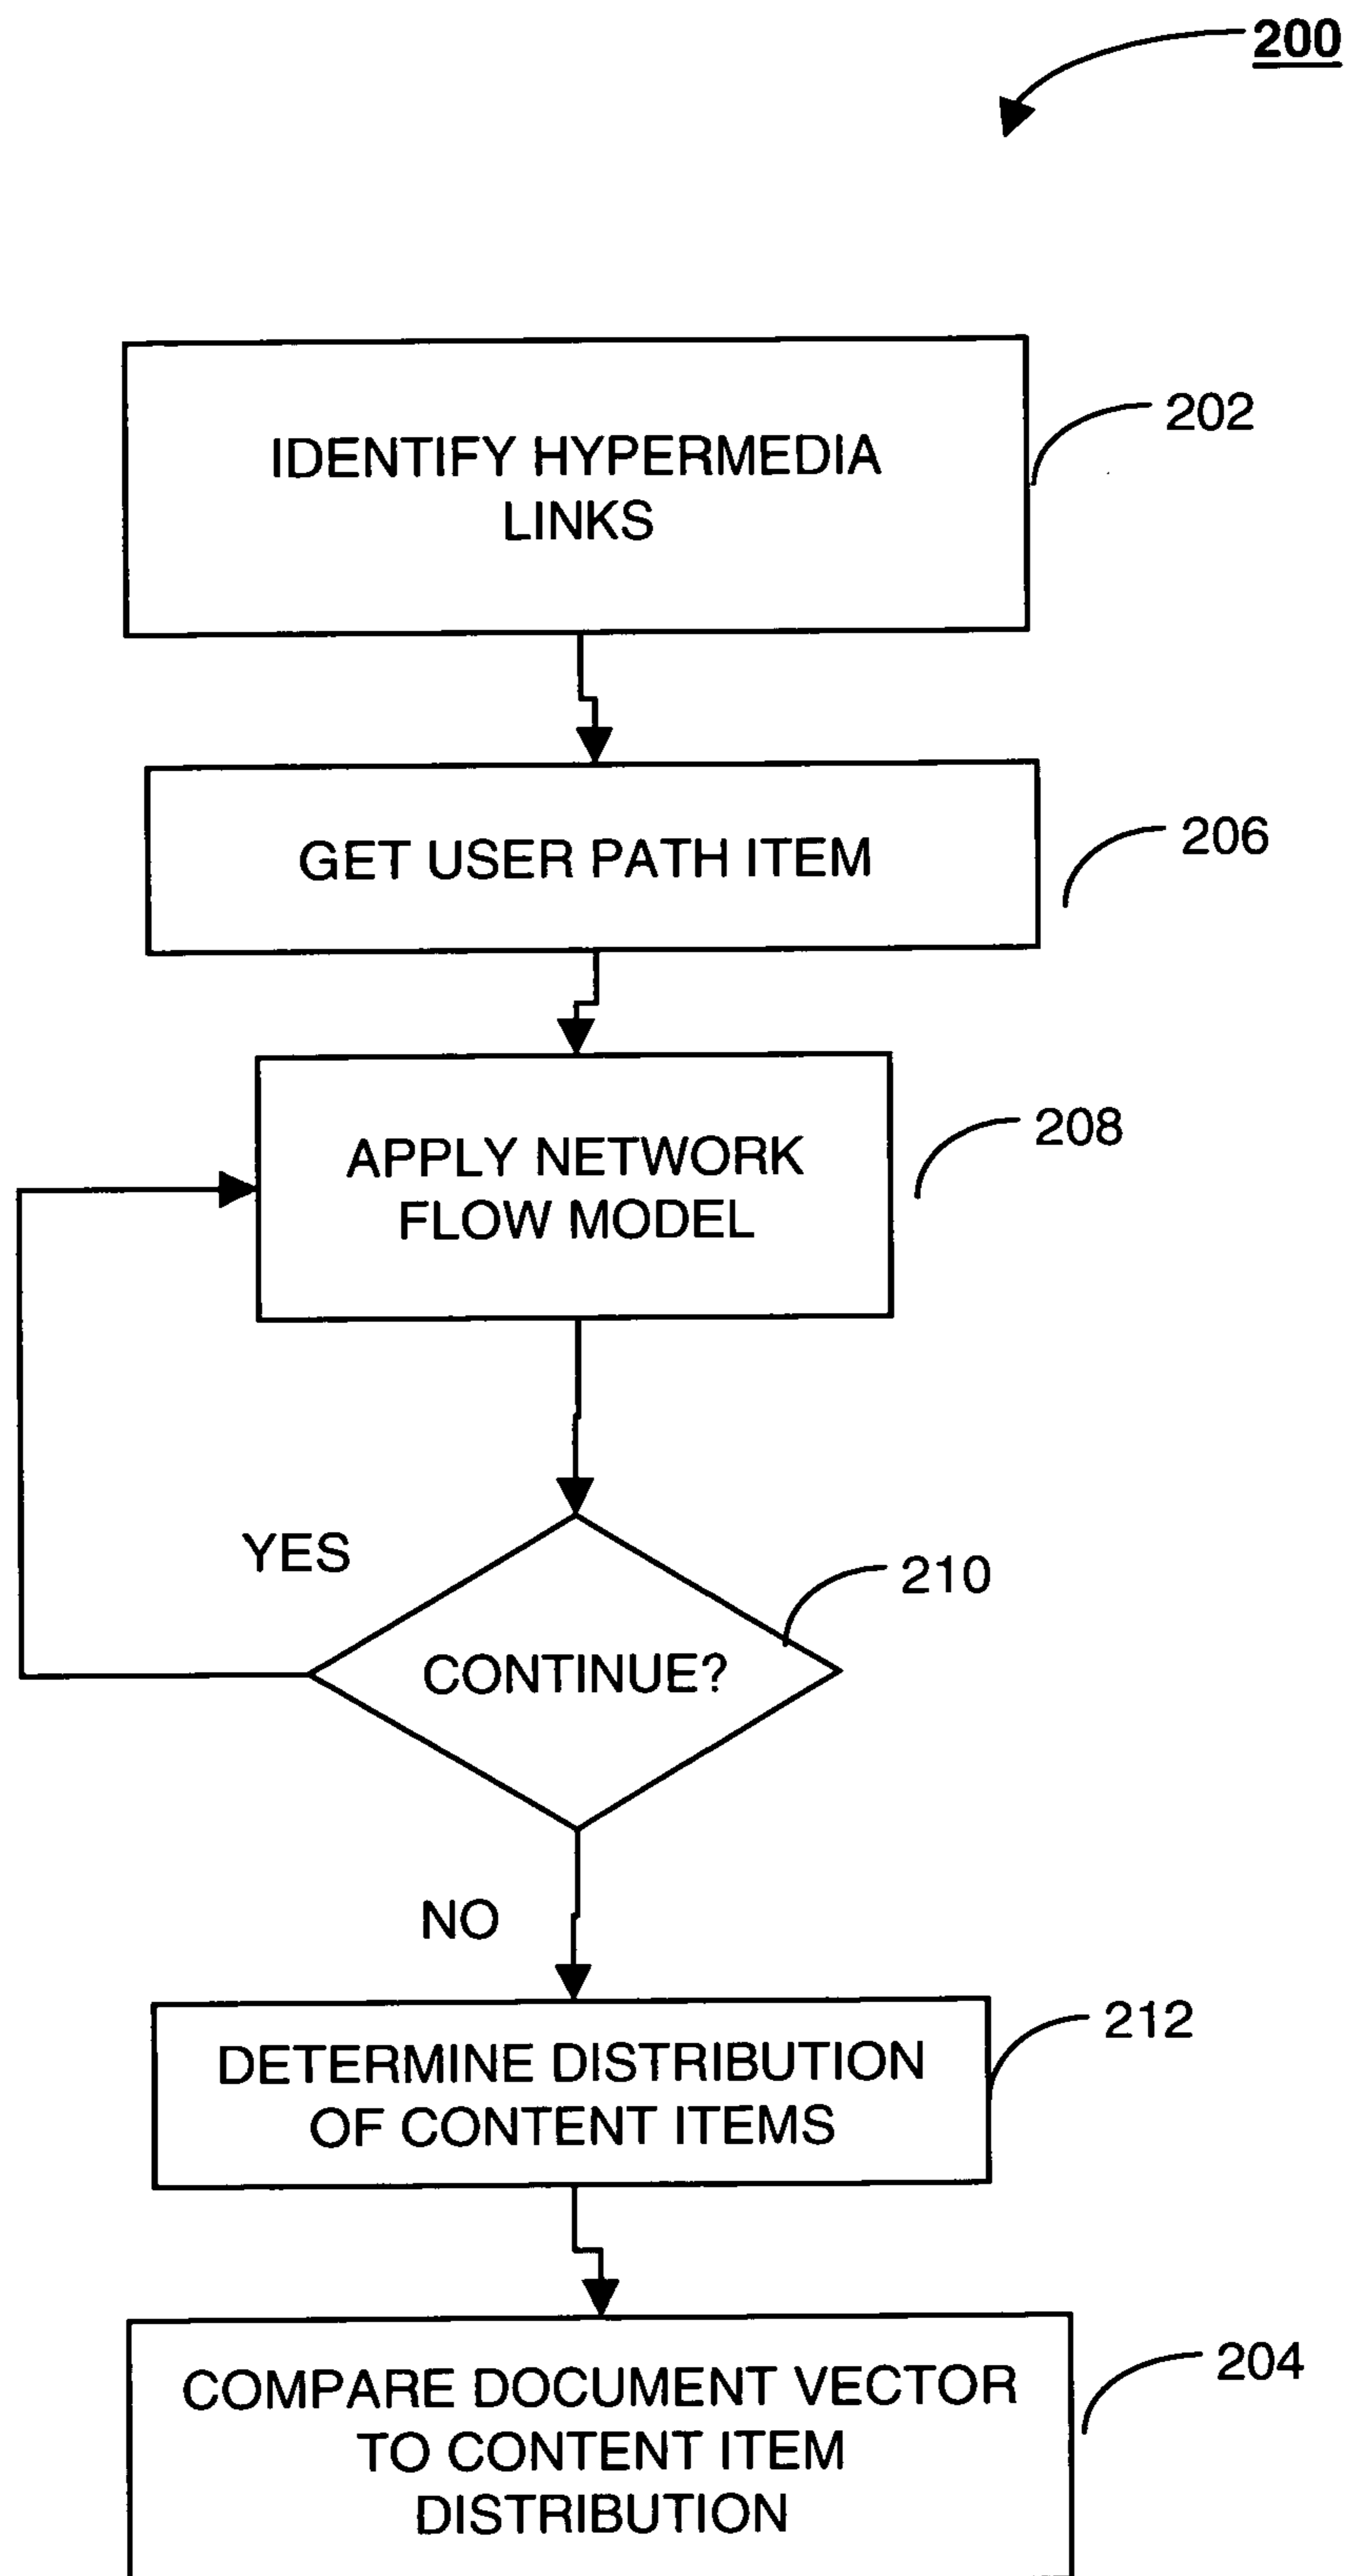 200
IDENTIFY HYPERMEDIA
LINKS
202
GET USER PATH ITEM
206
APPLY NETWORK
FLOW MODEL
208
YES
CONTINUE?
210
NO
DETERMINE DISTRIBUTION
OF CONTENT ITEMS
212
COMPARE DOCUMENT VECTOR
TO CONTENT ITEM
DISTRIBUTION
204